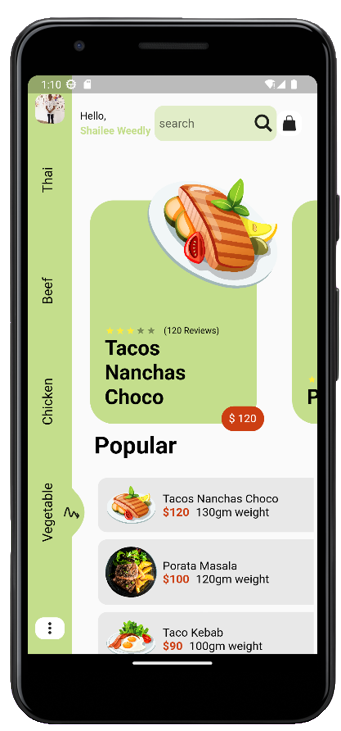 1:10
Hello,
Shailee Weedly
search
Thai
Beef
Chicken
Vegetable
(120 Reviews)
Tacos
Nanchas
Choco
$ 120
P
Popular
Tacos Nanchas Choco
$120 130gm weight
Porata Masala
$100 120gm weight
Taco Kebab
$90 100gm weight